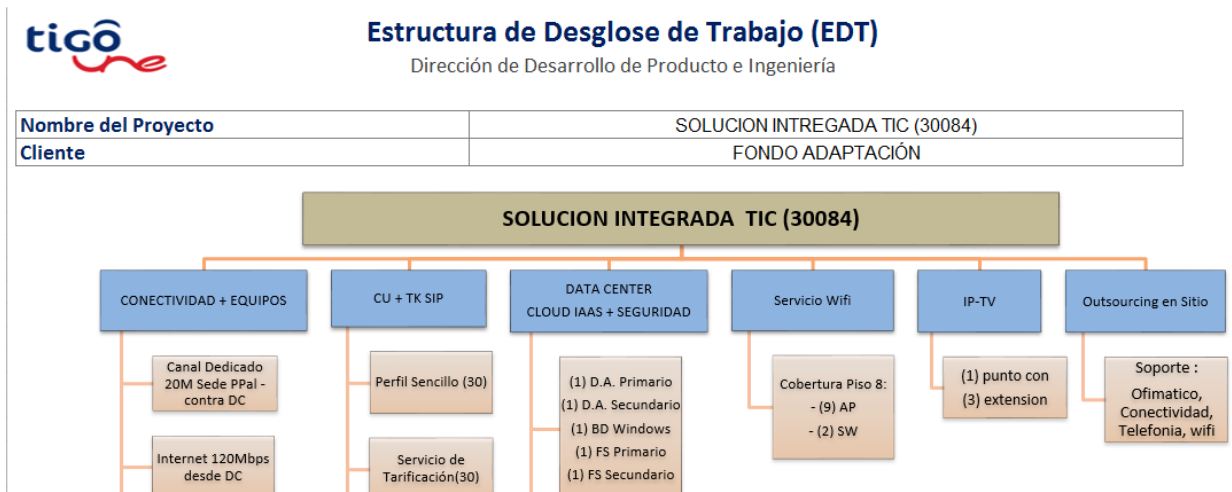 tigo
une
Estructura de Desglose de Trabajo (EDT)
Dirección de Desarrollo de Producto e Ingeniería
Nombre del Proyecto
SOLUCION INTREGADA TIC (30084)
Cliente
FONDO ADAPTACIÓN
SOLUCION INTEGRADA TIC (30084)
CONECTIVIDAD + EQUIPOS
CU + TK SIP
DATA CENTER
CLOUD IAAS + SEGURIDAD
Servicio Wifi
IP-TV
Outsourcing en Sitio
Canal Dedicado
20M Sede PPal -
contra DC
Internet 120Mbps
desde DC
Perfil Sencillo (30)
Servicio de
Tarificación(30)
(1) D.A. Primario
(1) D.A. Secundario
(1) BD Windows
(1) FS Primario
(1) FS Secundario
Cobertura Piso 8:
- (9) AP
- (2) SW
(1) punto con
(3) extension
Soporte :
Ofimatico,
Conectividad,
Telefonia, wifi